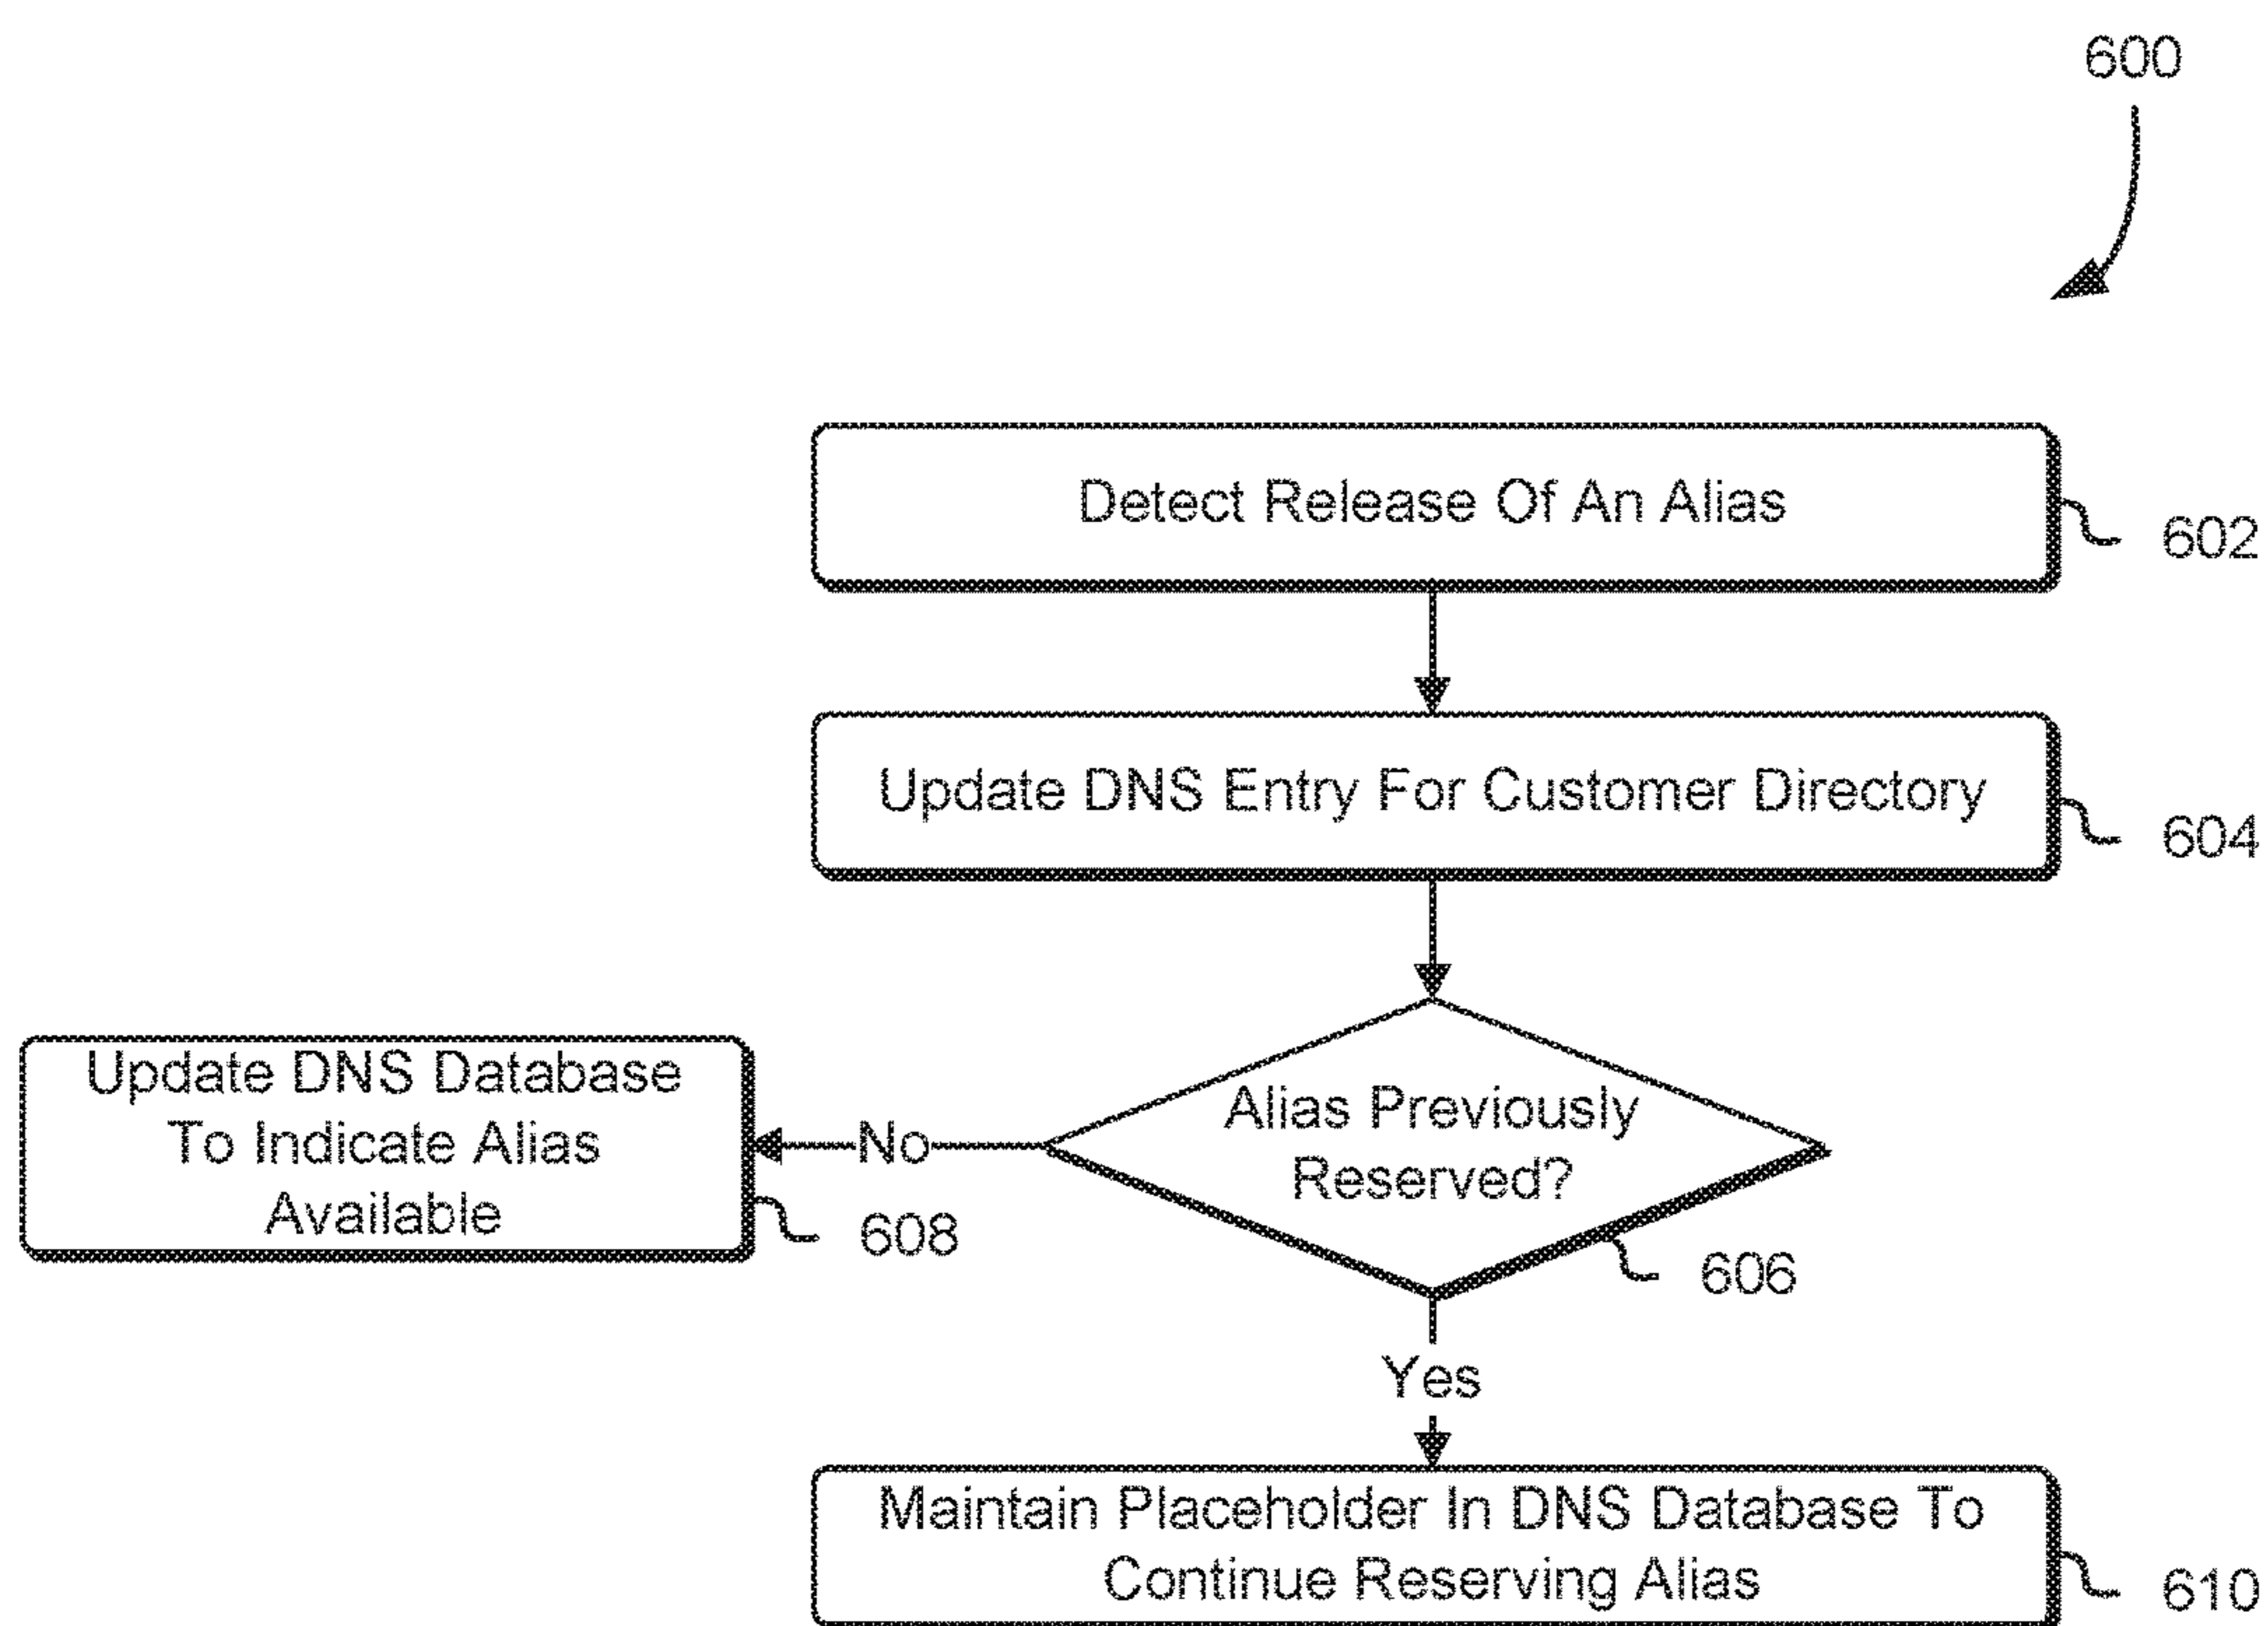 600
Detect Release Of An Alias
602
Update DNS Entry For Customer Directory
604
Alias Previously
Reserved?
606
No
Update DNS Database
To Indicate Alias
Available
608
Yes
Maintain Placeholder In DNS Database To
Continue Reserving Alias
610